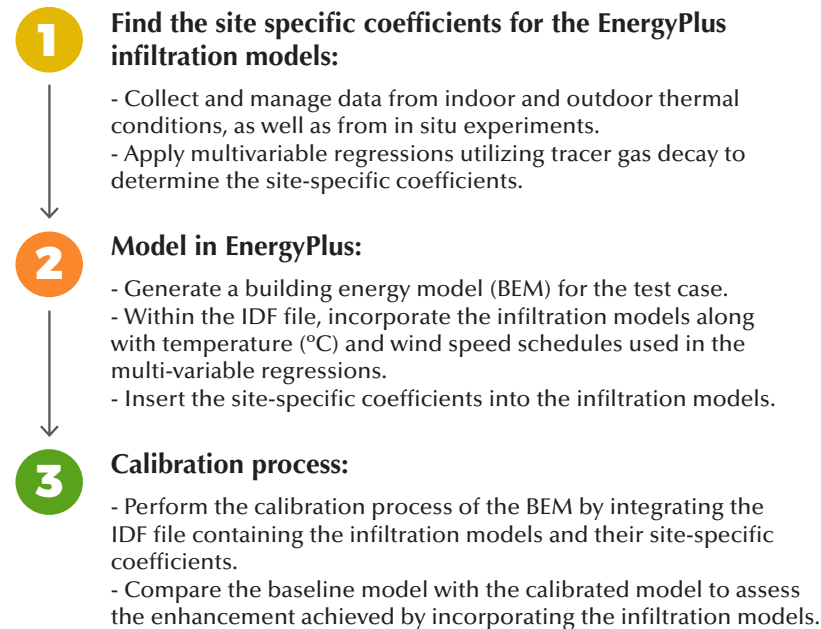 1
Find the site specific coefficients for the EnergyPlus
infiltration models:
- Collect and manage data from indoor and outdoor thermal
conditions, as well as from in situ experiments.
- Apply multivariable regressions utilizing tracer gas decay to
determine the site-specific coefficients.
2
Model in EnergyPlus:
- Generate a building energy model (BEM) for the test case.
- Within the IDF file, incorporate the infiltration models along
with temperature (ºC) and wind speed schedules used in the
multi-variable regressions.
- Insert the site-specific coefficients into the infiltration models.
3
Calibration process:
- Perform the calibration process of the BEM by integrating the
IDF file containing the infiltration models and their site-specific
coefficients.
- Compare the baseline model with the calibrated model to assess
the enhancement achieved by incorporating the infiltration models.